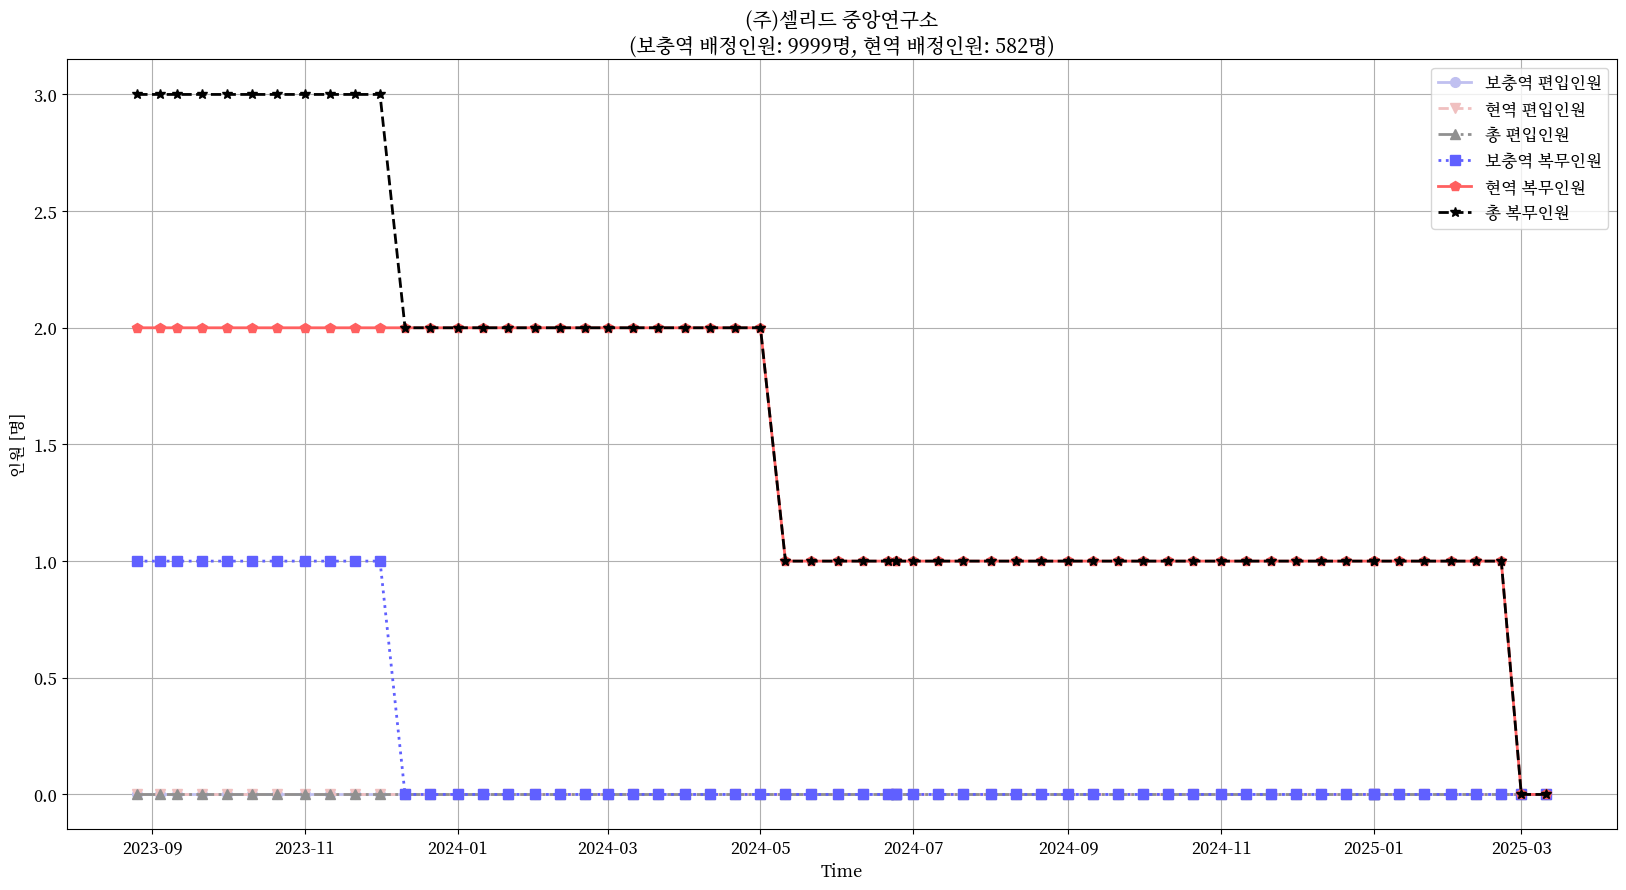 (주)셀리드 중앙연구소
(보충역 배정인원: 9999명, 현역 배정인원: 582명)
보충역 편입인원
현역 편입인원
총 편입인원
보충역 복무인원
현역 복무인원
총 복무인원
3.0
2.5
2.0
1.5
1.0
0.5
0.0
인원 [명]
2023-09 2023-11 2024-01 2024-03 2024-05 2024-07 2024-09 2024-11 2025-01 2025-03
Time